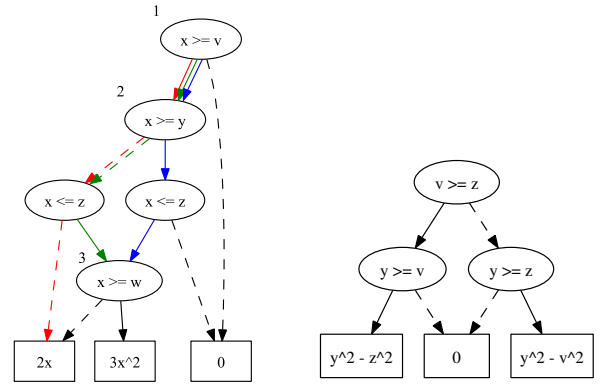 1
x >= v
2
x >= y
x <= z
x <= z
3
x >= w
2x
3x^2
0
v >= z
y >= v
y >= z
y^2 - z^2
0
y^2 - v^2